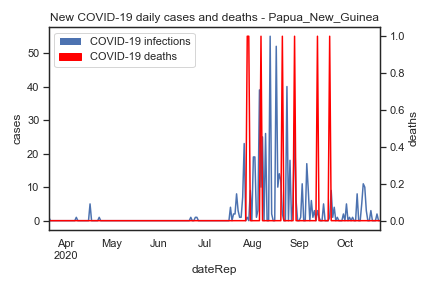 New COVID-19 daily cases and deaths - Papua_New_Guinea
COVID-19 infections
COVID-19 deaths
cases
deaths
50
40
30
20
10
0
1.0
0.8
0.6
0.4
0.2
0.0
Apr May Jun Jul Aug Sep Oct
2020
dateRep